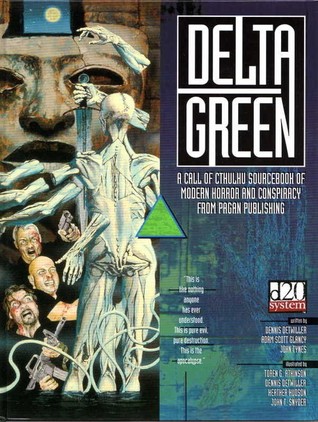 DELTA
GREEN
A CALL OF CTHULHU SOURCEBOOK OF
MODERN HORROR AND CONSPIRACY
FROM PAGAN PUBLISHING
"This is
like nothing
anyone
has ever
understood.
This is pure evil,
pure destruction.
This is the
apocalypse."
d20
system
written by
DENNIS DETWILLER
ADAM SCOTT GLANCY
JOHN TYNES
illustrated by
TOREN G. ATKINSON
DENNIS DETWILLER
HEATHER HUDSON
JOHN T. SNYDER